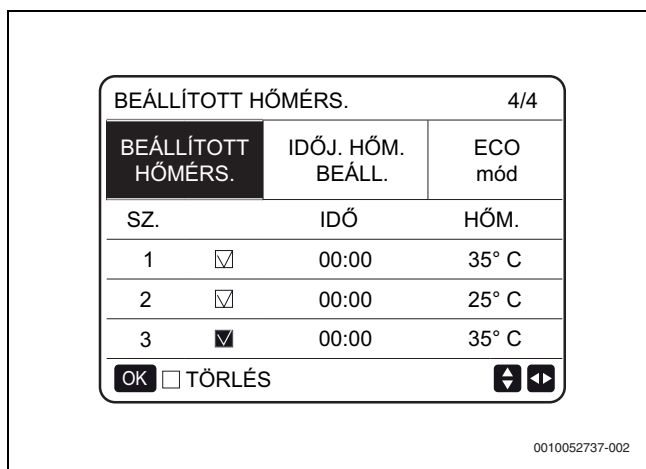 BEÁLLÍTOTT HŐMÉRS. 4/4
BEÁLLÍTOTT HŐMÉRS. IDŐJ. HŐM. BEÁLL. ECO mód
SZ. IDŐ HŐM.
1 00:00 35° C
2 00:00 25° C
3 00:00 35° C
OK TÖRLÉS
0010052737-002